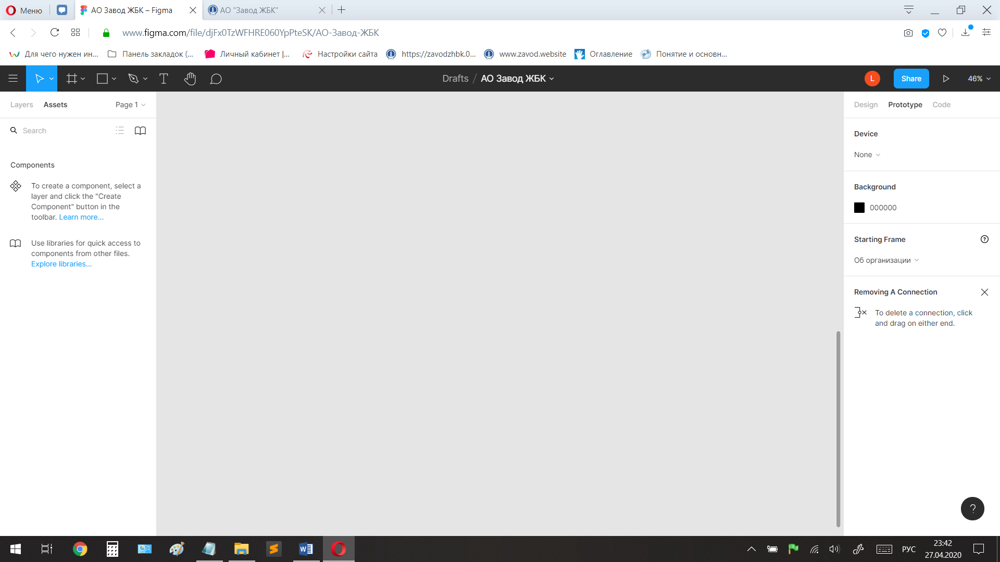 Меню
АО Завод ЖБК – Figma
АО "Завод ЖБК"
www.figma.com/file/djFx0TzWFHRE060YpPteSK/АО-Завод-ЖБК
Для чего нужен ин...
Панель закладок (...
Личный кабинет |...
Настройки сайта
https://zavodzhbk.0...
www.zavod.website
Оглавление
Понятие и основн...
Drafts / АО Завод ЖБК
L
Share
46%
Layers
Assets
Page 1
Search
Components
To create a component, select a
layer and click the "Create
Component" button in the
toolbar. Learn more...
Use libraries for quick access to
components from other files.
Explore libraries...
Design
Prototype
Code
Device
None
Background
000000
Starting Frame
Об организации
Removing A Connection
To delete a connection, click
and drag on either end.
?
РУС
23:42
27.04.2020